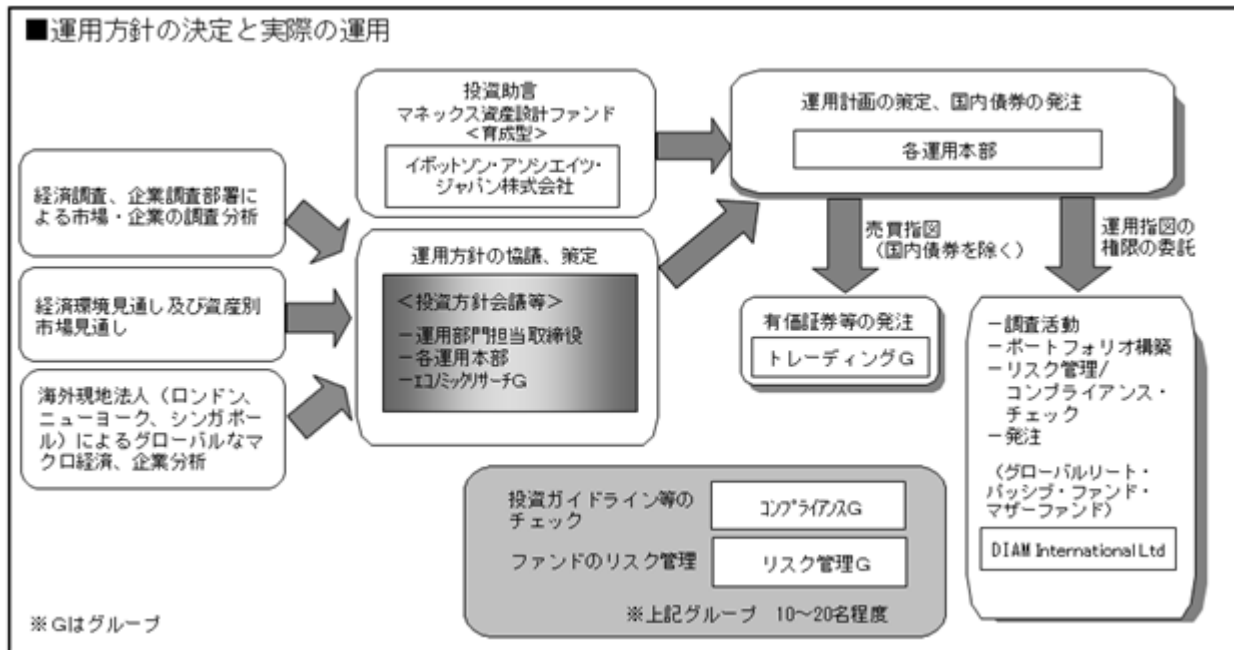 ■運用方針の決定と実際の運用
投資助言
マネックス資産設計ファンド
<育成型>
イボットソン・アソシエイツ・
ジャパン株式会社
運用計画の策定、国内債券の発注
各運用本部
経済調査、企業調査部署に
よる市場・企業の調査分析
経済環境見通し及び資産別
市場見通し
海外現地法人(ロンドン、
ニューヨーク、シンガポー
ル)によるグローバルなマ
クロ経済、企業分析
運用方針の協議、策定
<投資方針会議等>
-運用部門担当取締役
-各運用本部
-エコノミックリサーチG
売買指図
(国内債券を除く)
運用指図の
権限の委託
有価証券等の発注
トレーディングG
-調査活動
-ポートフォリオ構築
-リスク管理/
コンプライアンス・
チェック
-発注
(グローバルリート・
パッシブ・ファンド・
マザーファンド)
DIAM International Ltd
投資ガイドライン等の
チェック
コンプライアンスG
ファンドのリスク管理
リスク管理G
※上記グループ 10~20名程度
※Gはグループ